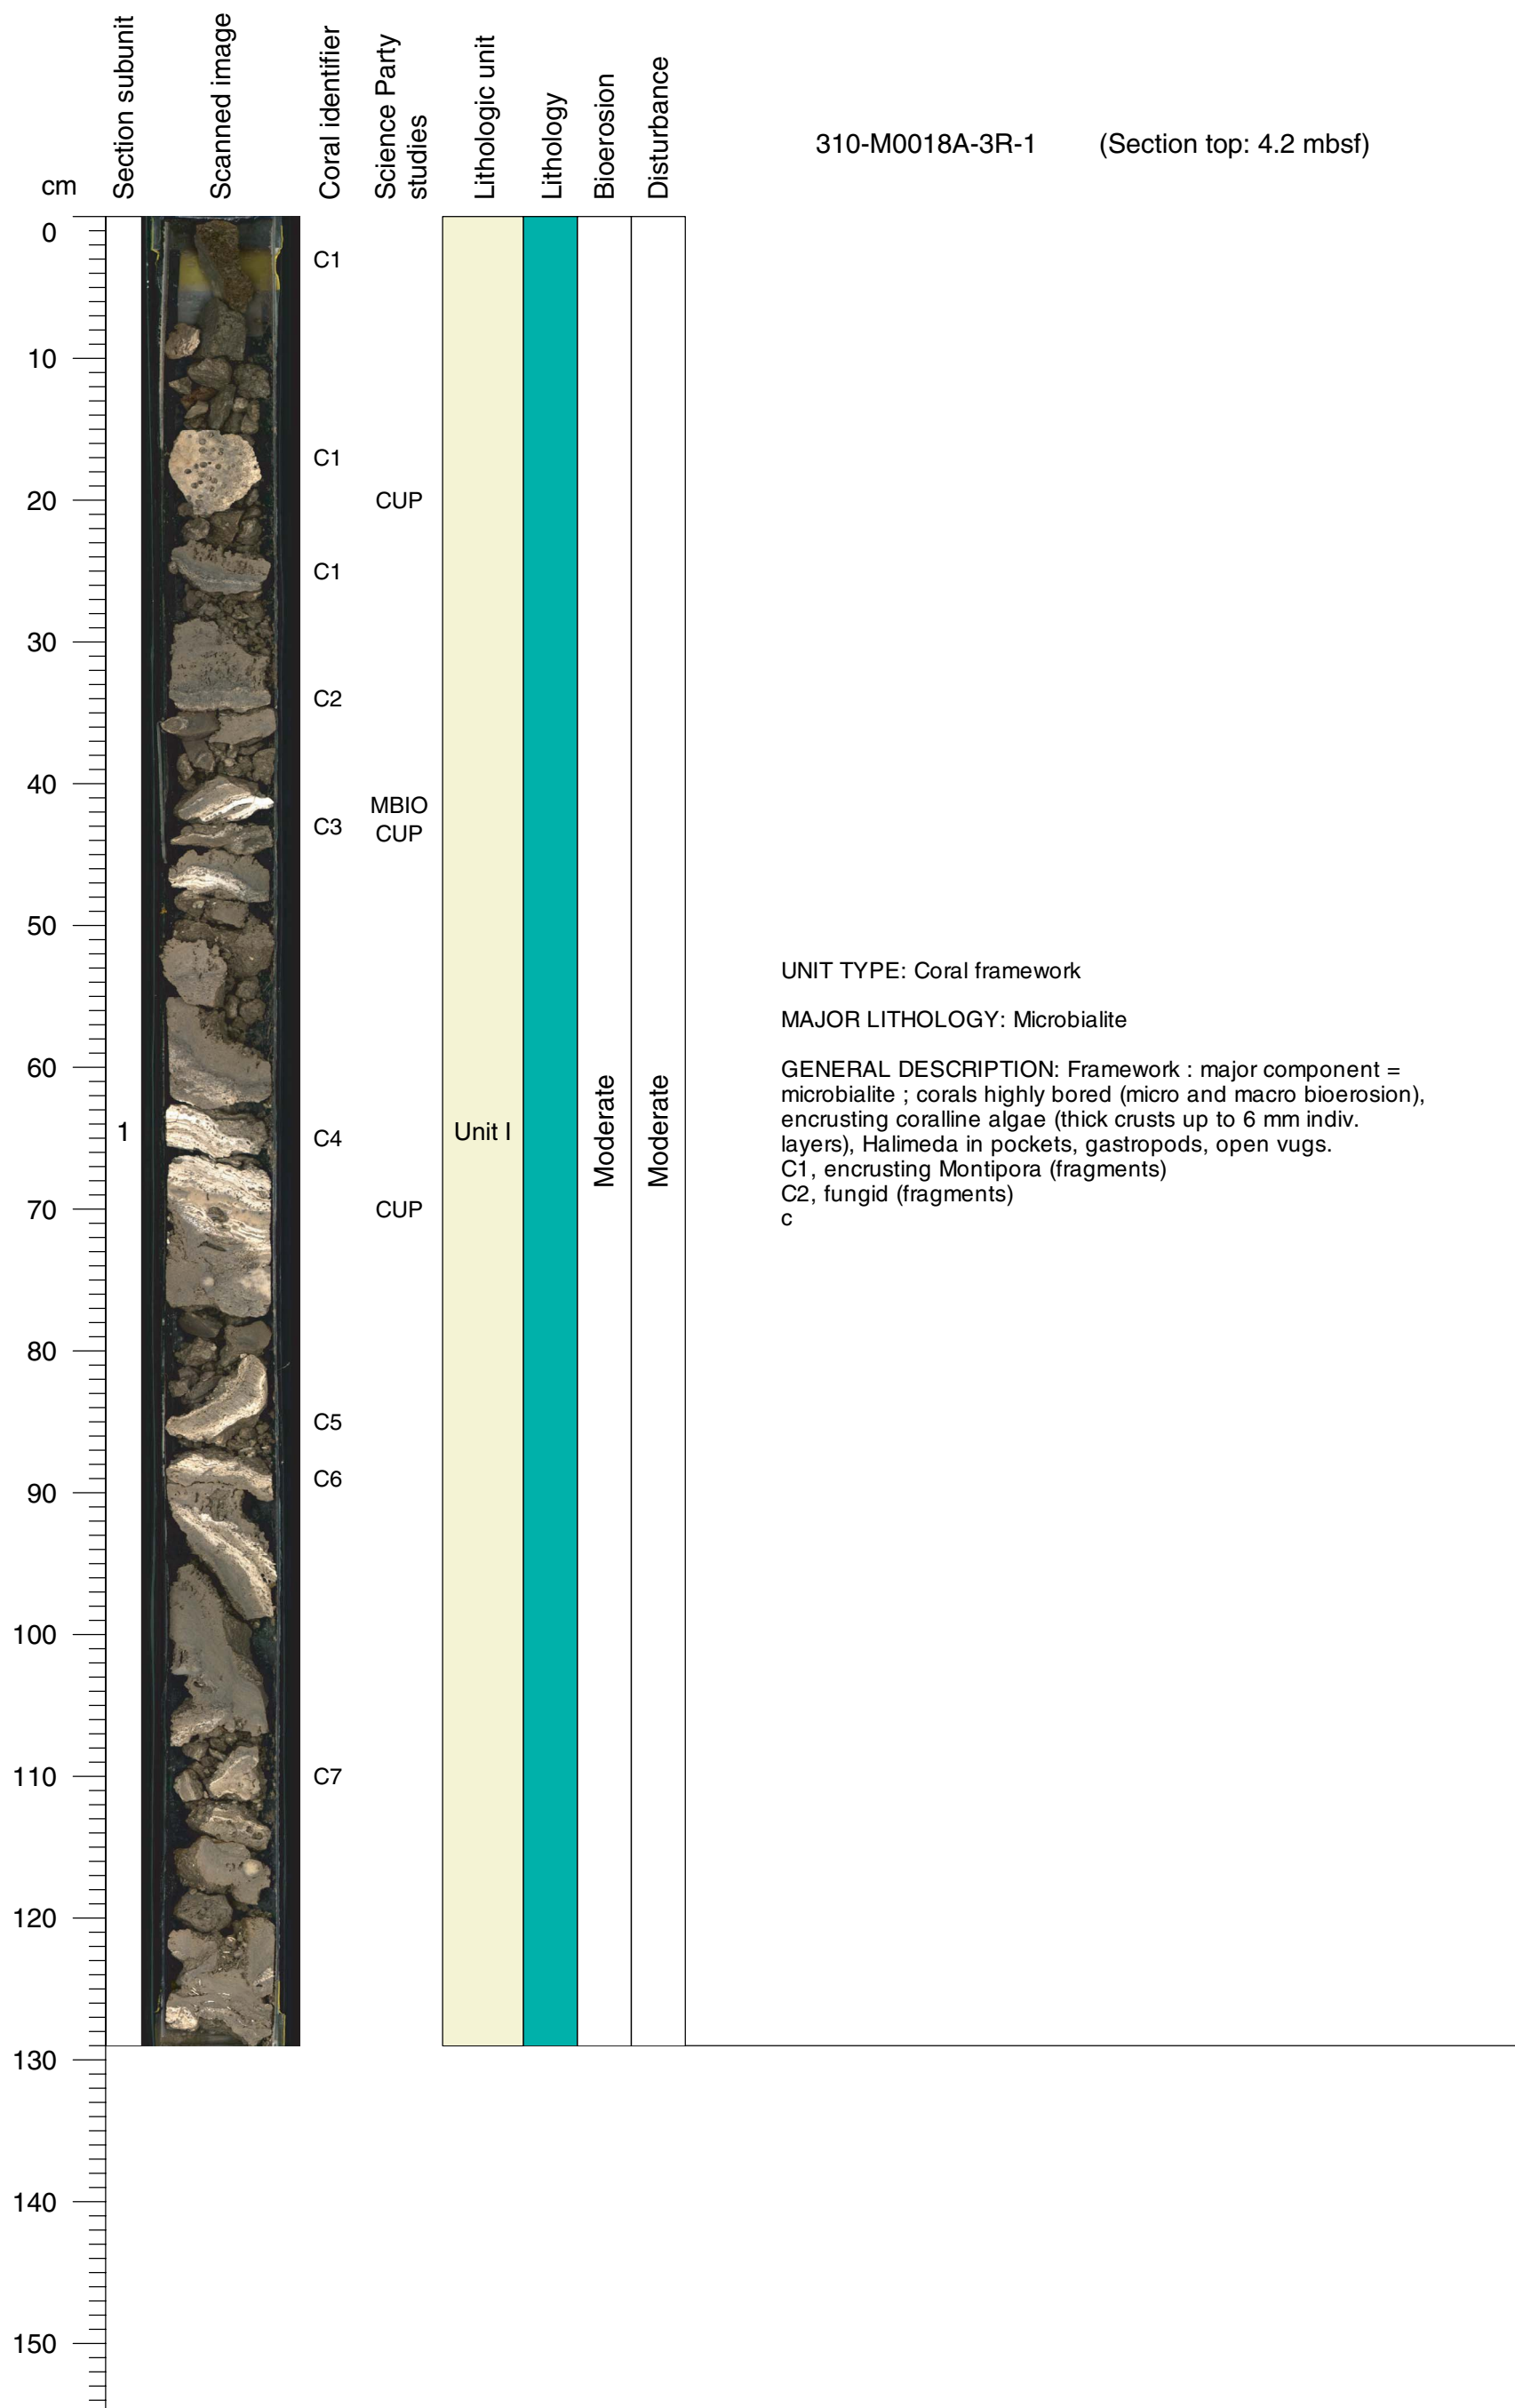 Section subunit
Scanned image
Coral identifier
Science Party
studies
Lithologic unit
Lithology
Bioerosion
Disturbance
310-M0018A-3R-1 (Section top: 4.2 mbsf)
cm
0
C1
10
C1
20
CUP
C1
30
C2
40
MBIO
C3
CUP
50
UNIT TYPE: Coral framework
MAJOR LITHOLOGY: Microbialite
GENERAL DESCRIPTION: Framework : major component =
microbialite ; corals highly bored (micro and macro bioerosion),
encrusting coralline algae (thick crusts up to 6 mm indiv.
layers), Halimeda in pockets, gastropods, open vugs.
C1, encrusting Montipora (fragments)
C2, fungid (fragments)
c
60
1
C4
Unit I
Moderate
Moderate
70
CUP
80
C5
C6
90
100
110
C7
120
130
140
150